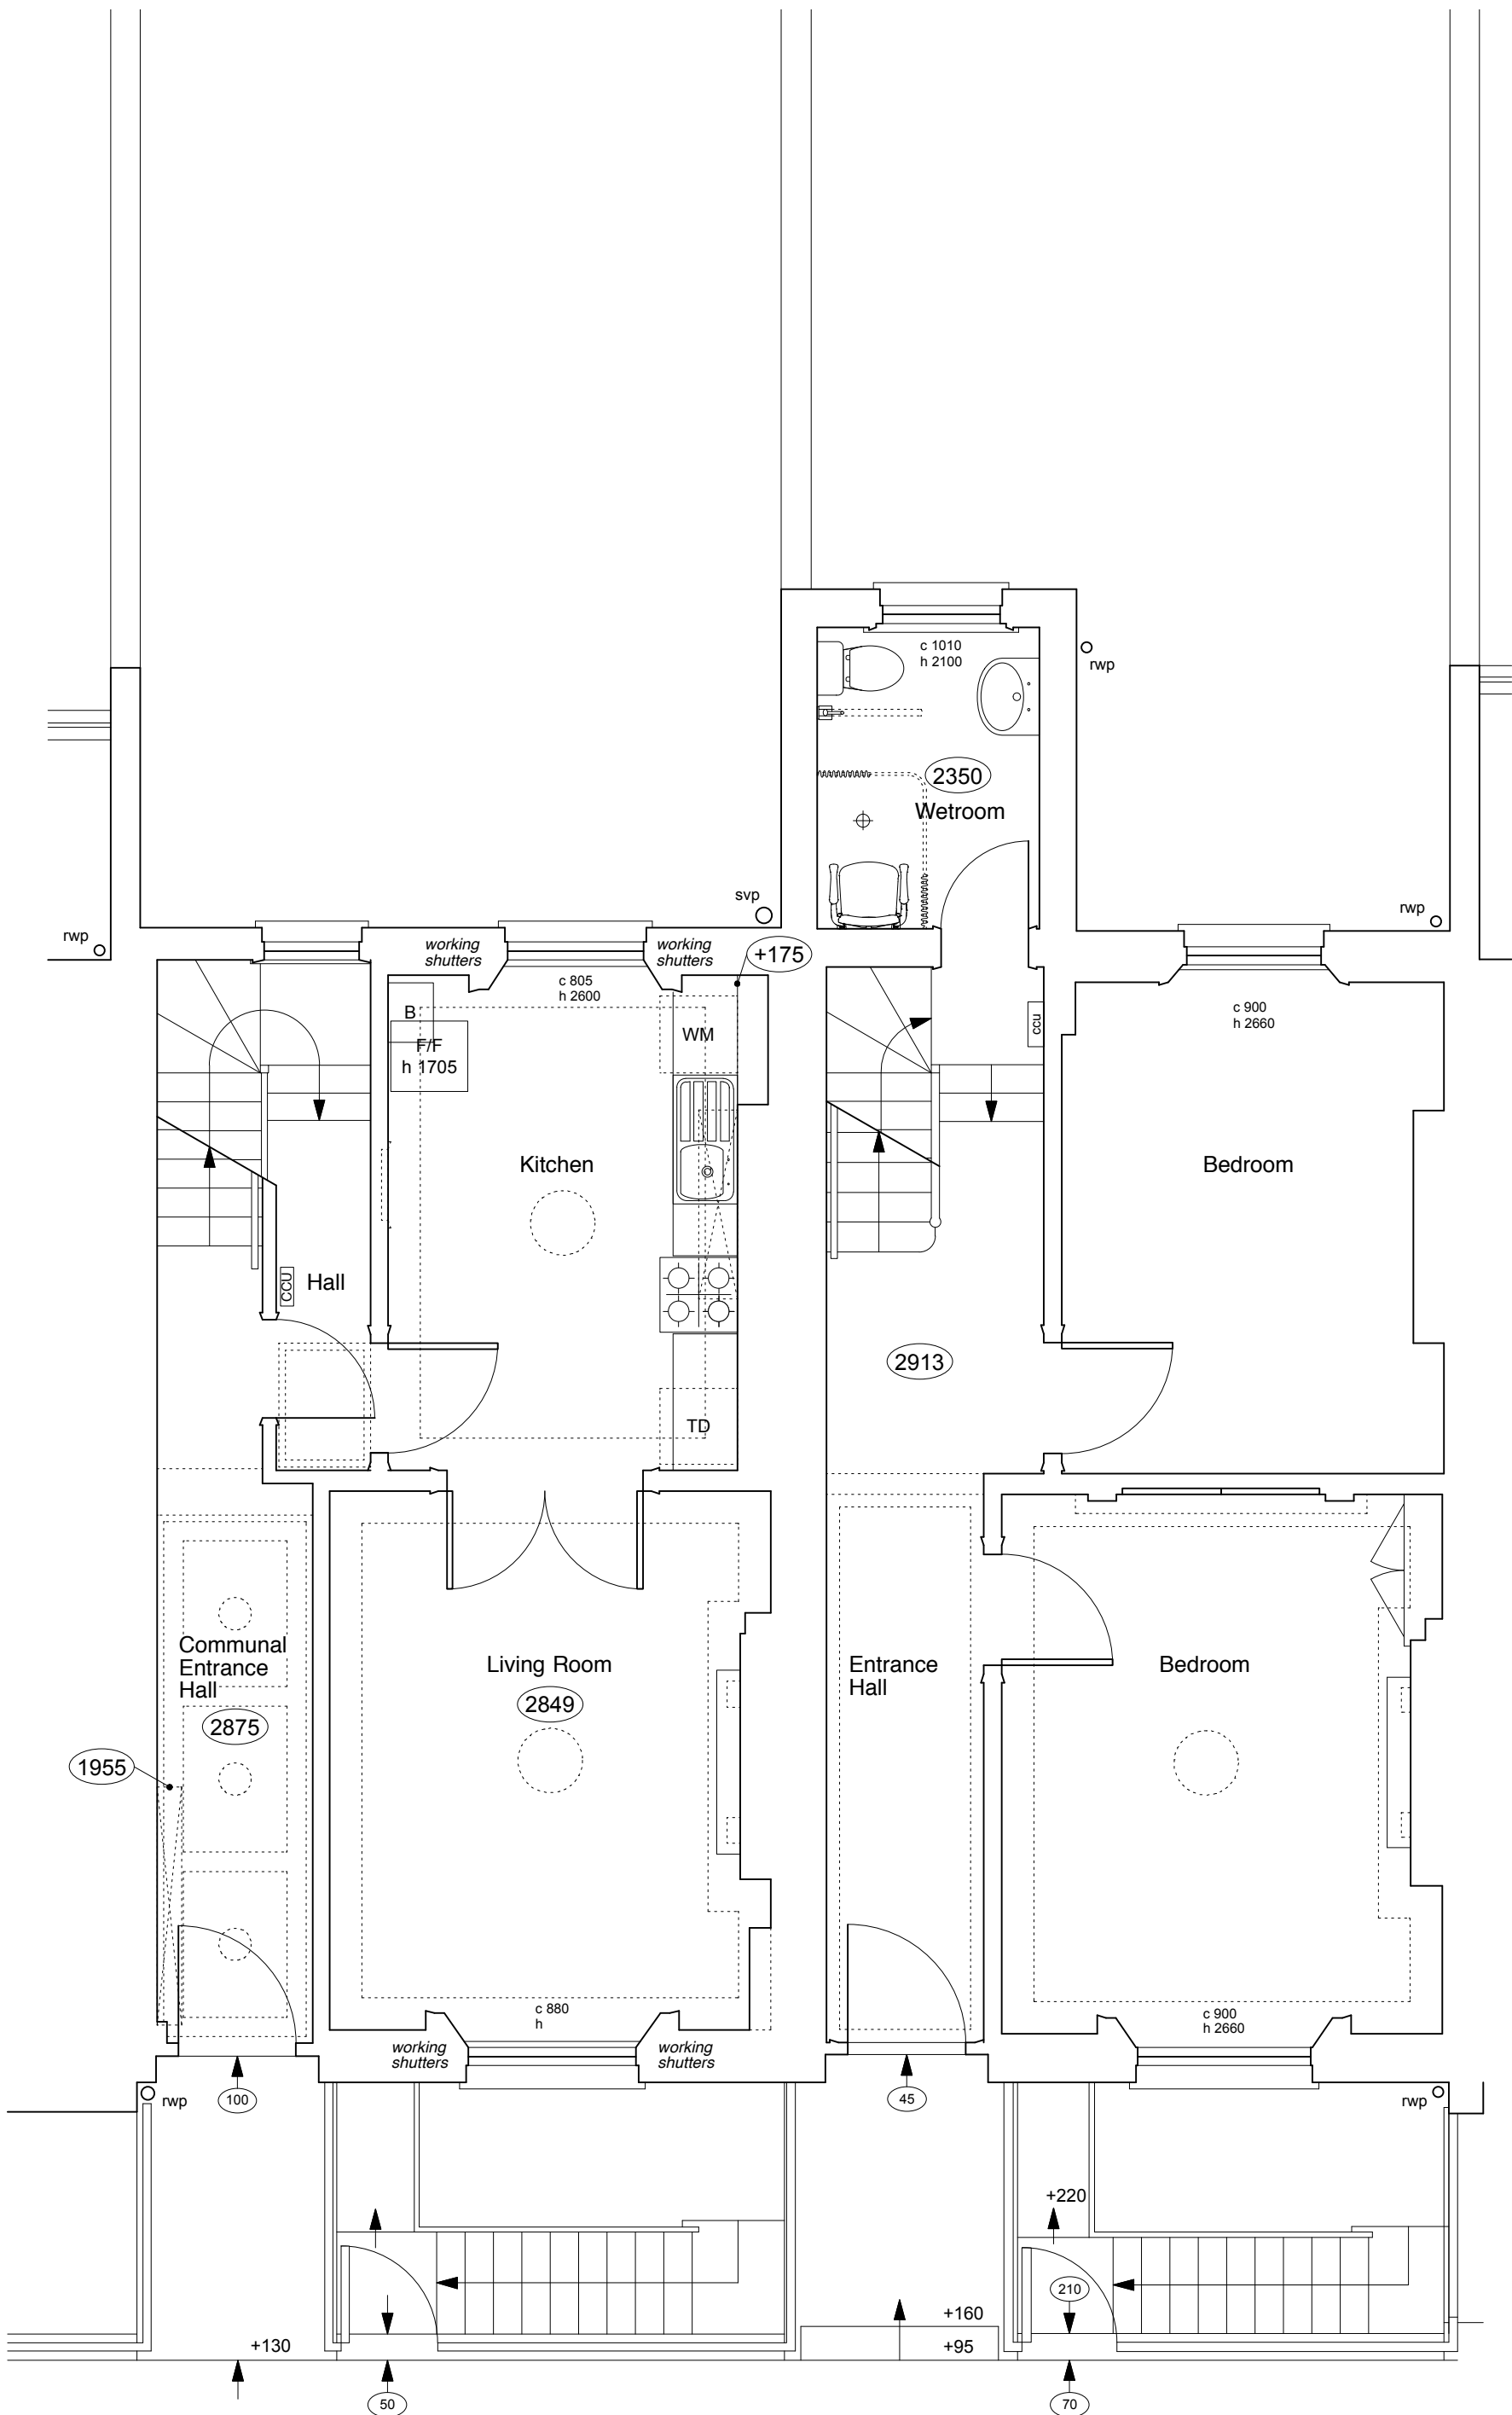 c 1010
h 2100
rwp
2350
Wetroom
svp
rwp
rwp
working
shutters
working
shutters
+175
c 805
h 2600
B
F/F
h 1705
WM
ccu
c 900
h 2660
Kitchen
Bedroom
CCU
Hall
2913
TD
Communal
Entrance
Hall
2875
Living Room
2849
Entrance
Hall
Bedroom
1955
c 880
h
c 900
h 2660
working
shutters
working
shutters
rwp
100
45
rwp
+220
210
+160
+130
+95
50
70